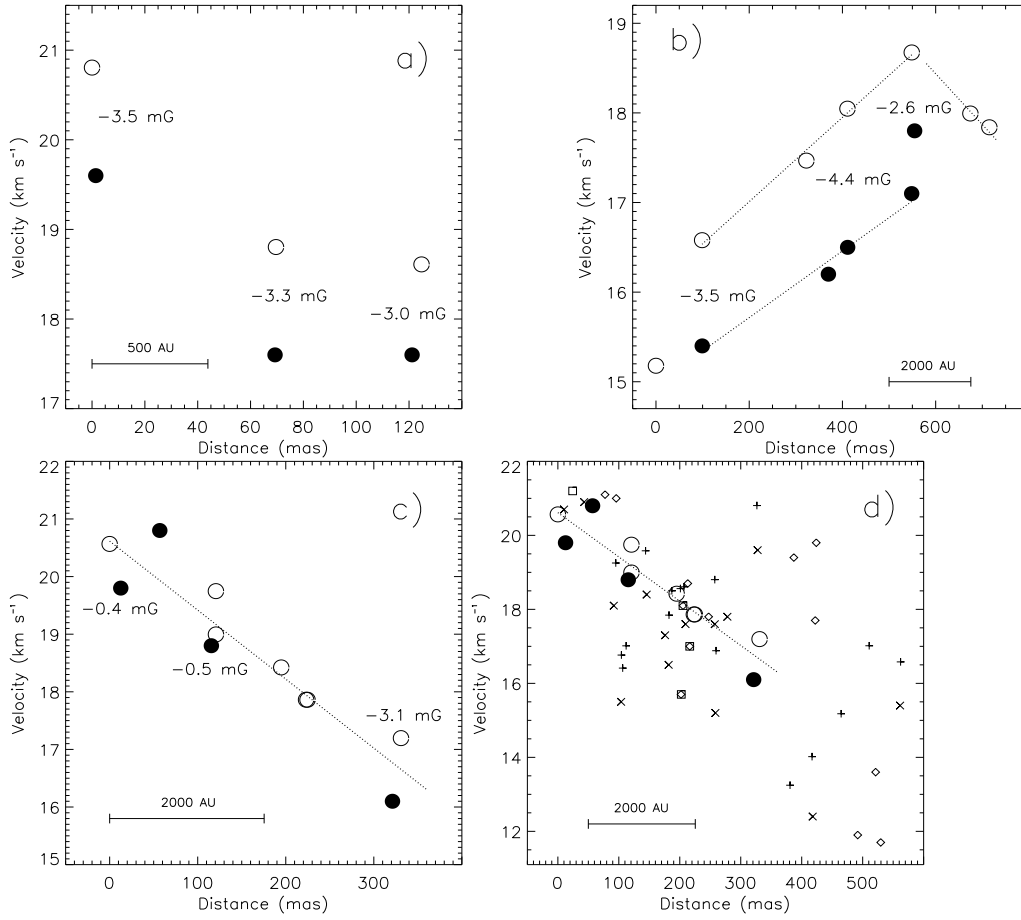 a)
21
20
19
18
17
Velocity (km s⁻¹)
−3.5 mG
−3.3 mG
−3.0 mG
500 AU
0 20 40 60 80 100 120
Distance (mas)
b)
19
18
17
16
15
Velocity (km s⁻¹)
−2.6 mG
−4.4 mG
−3.5 mG
2000 AU
0 200 400 600
Distance (mas)
c)
22
21
20
19
18
17
16
15
Velocity (km s⁻¹)
−0.4 mG
−0.5 mG
−3.1 mG
2000 AU
0 100 200 300
Distance (mas)
d)
22
20
18
16
14
12
Velocity (km s⁻¹)
2000 AU
0 100 200 300 400 500
Distance (mas)